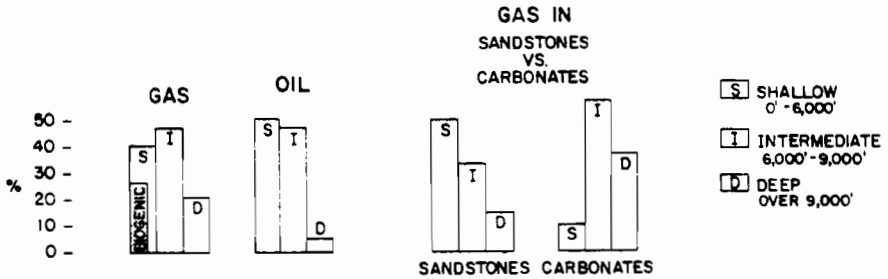 GAS IN
SANDSTONES
VS.
CARBONATES
GAS
OIL
%
50 -
40 -
30 -
20 -
10 -
0 -
S
BIOGENIC
I
D
S
I
D
S
I
D
S
I
D
SANDSTONES CARBONATES
S SHALLOW
0' - 6,000'
I INTERMEDIATE
6,000' - 9,000'
D DEEP
OVER 9,000'